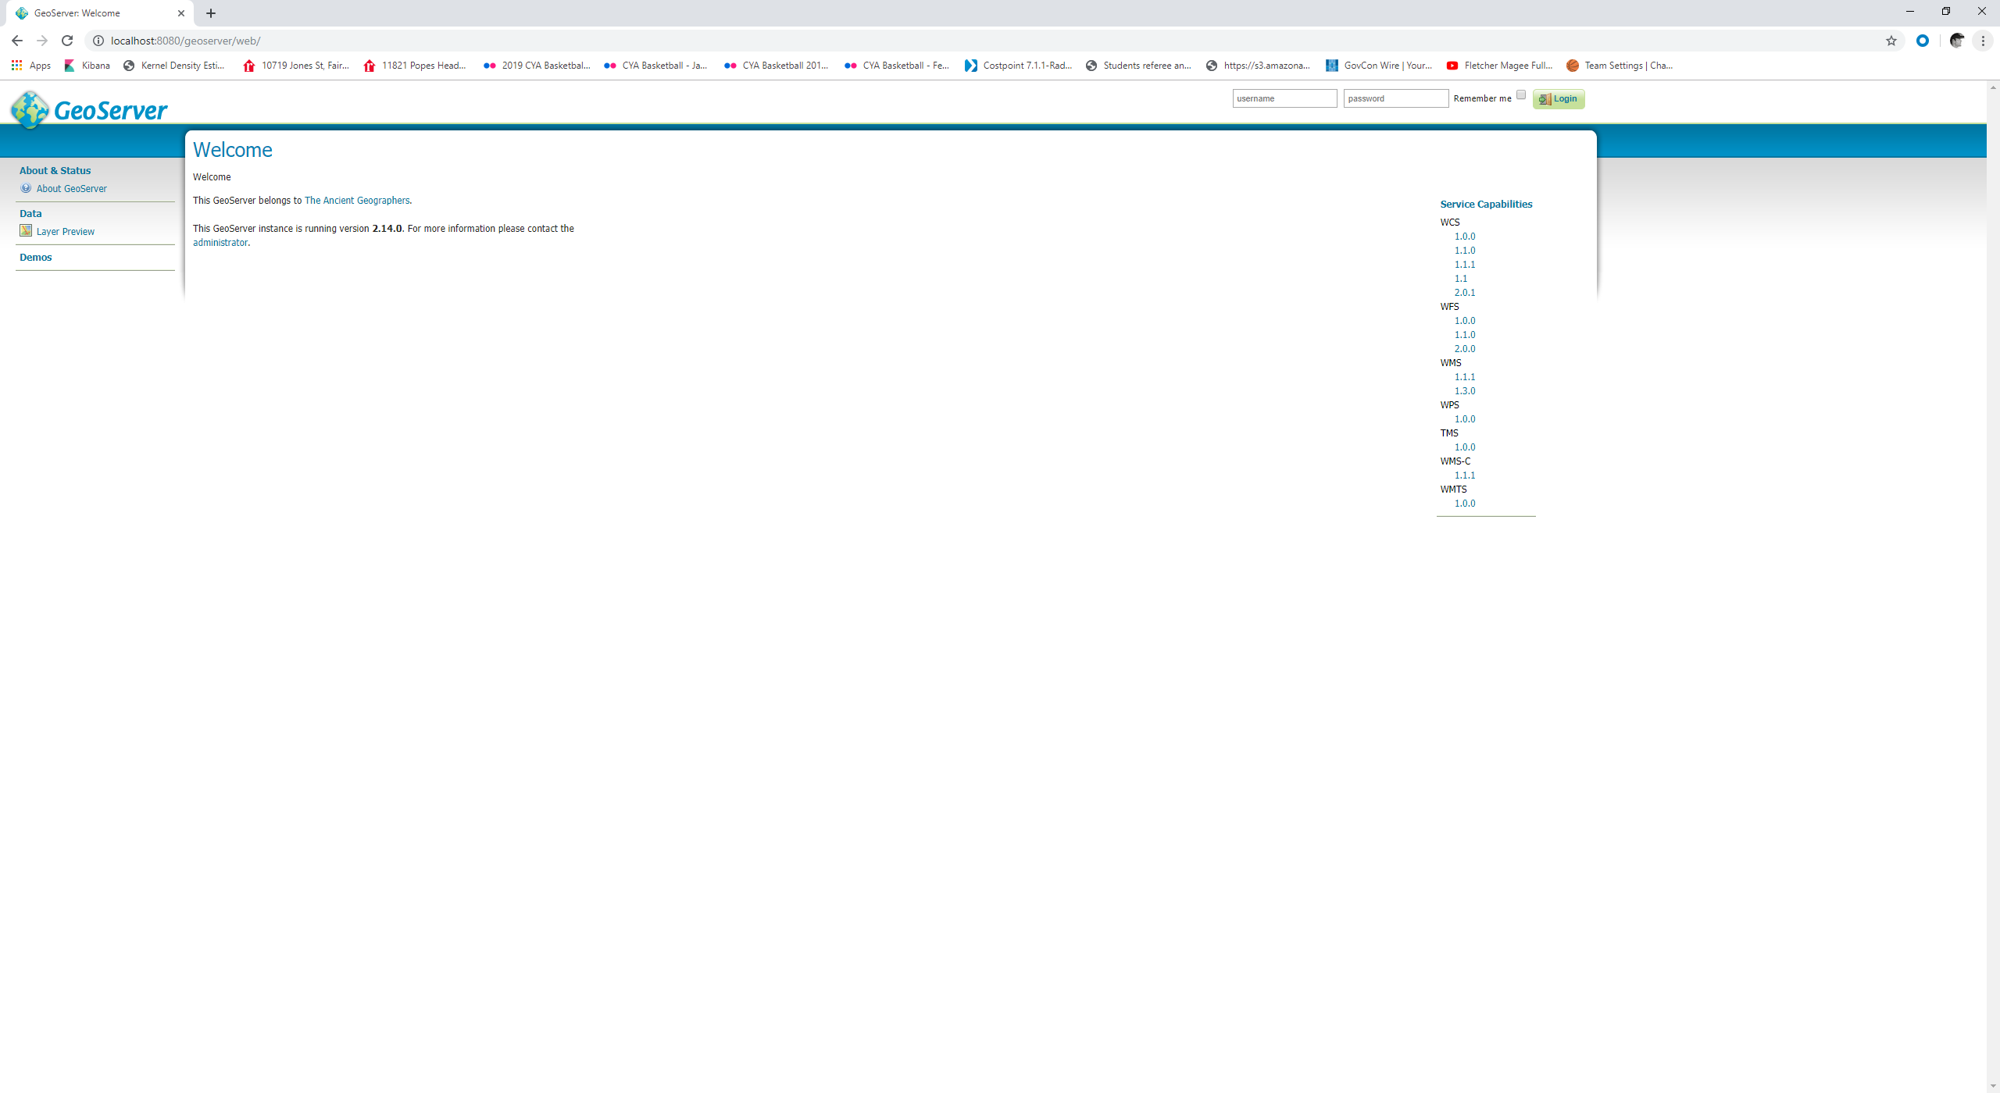 GeoServer: Welcome
localhost:8080/geoserver/web/
Apps Kibana Kernel Density Esti... 10719 Jones St, Fair... 11821 Popes Head... 2019 CYA Basketbal... CYA Basketball - Ja... CYA Basketball 201... CYA Basketball - Fe... Costpoint 7.1.1-Rad... Students referee an... https://s3.amazona... GovCon Wire | Your... Fletcher Magee Full... Team Settings | Cha...
GeoServer
username password Remember me Login
About & Status
About GeoServer
Data
Layer Preview
Demos
Welcome
Welcome
This GeoServer belongs to The Ancient Geographers.
This GeoServer instance is running version 2.14.0. For more information please contact the
administrator.
Service Capabilities
WCS
1.0.0
1.1.0
1.1.1
1.1
2.0.1
WFS
1.0.0
1.1.0
2.0.0
WMS
1.1.1
1.3.0
WPS
1.0.0
TMS
1.0.0
WMS-C
1.1.1
WMTS
1.0.0